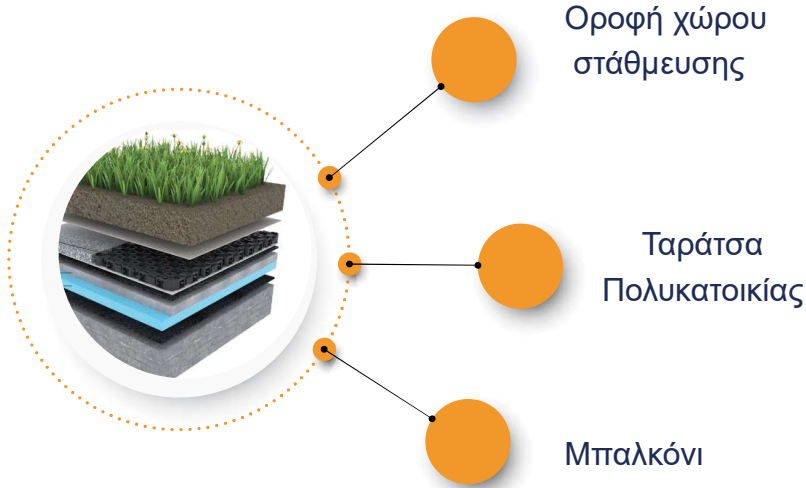 Οροφή χώρου
στάθμευσης
Ταράτσα
Πολυκατοικίας
Μπαλκόνι